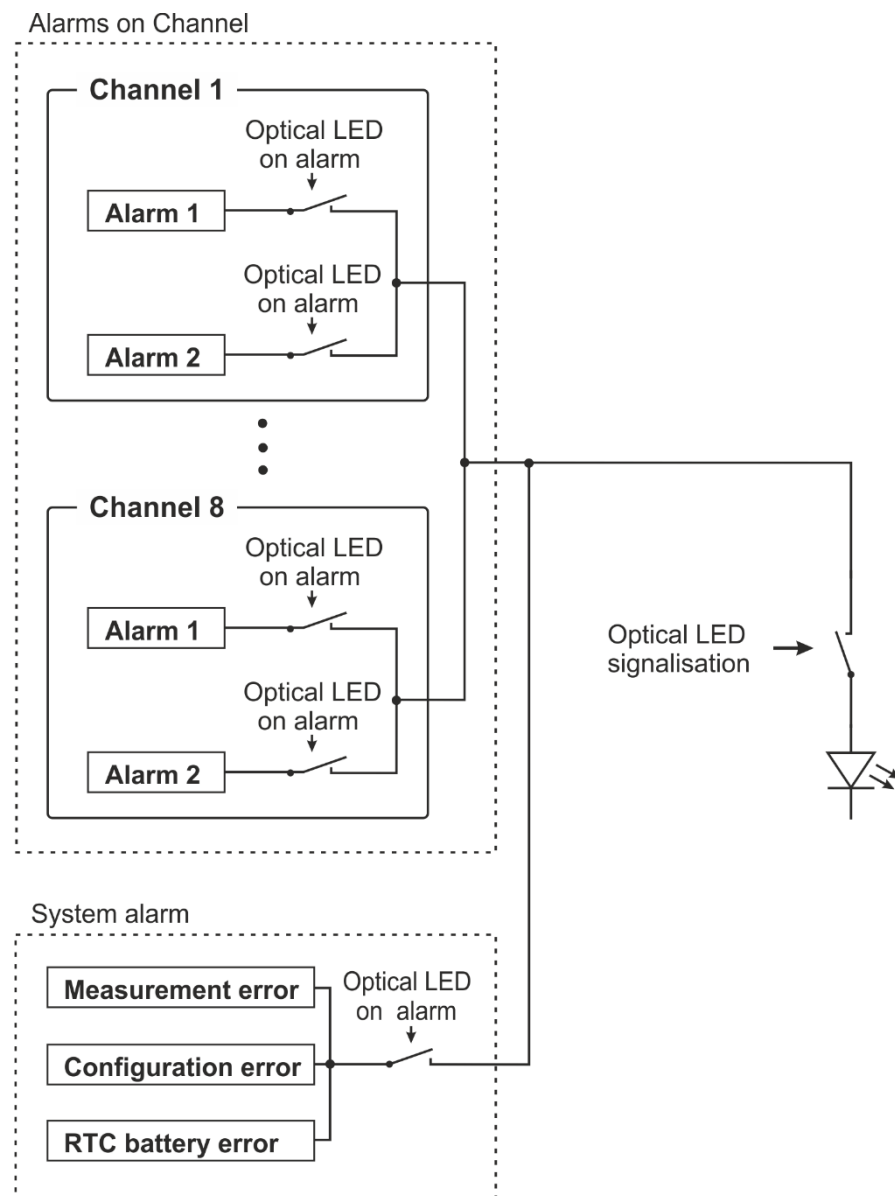 Alarms on Channel
Channel 1
Optical LED
on alarm
Alarm 1
Optical LED
on alarm
Alarm 2
Channel 8
Optical LED
on alarm
Alarm 1
Optical LED
on alarm
Alarm 2
Optical LED
signalisation
System alarm
Measurement error
Optical LED
on alarm
Configuration error
RTC battery error